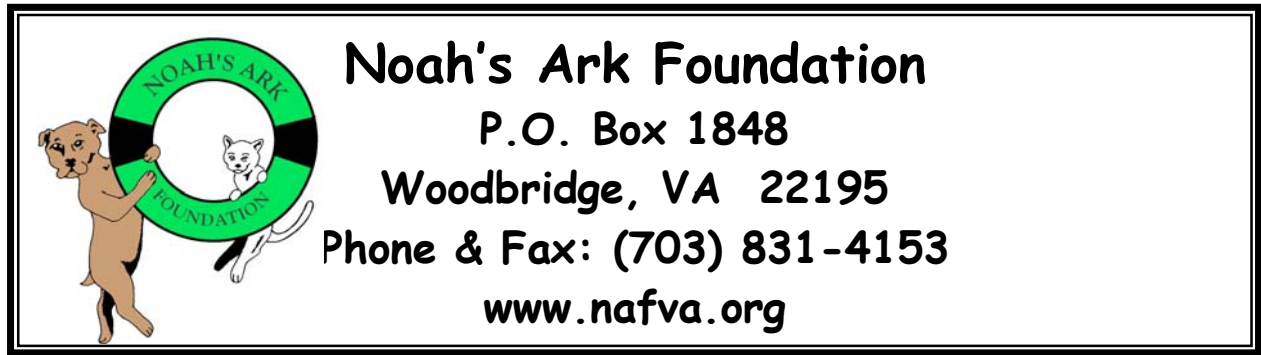 NOAH'S ARK
FOUNDATION
Noah's Ark Foundation
P.O. Box 1848
Woodbridge, VA  22195
Phone & Fax: (703) 831-4153
www.nafva.org